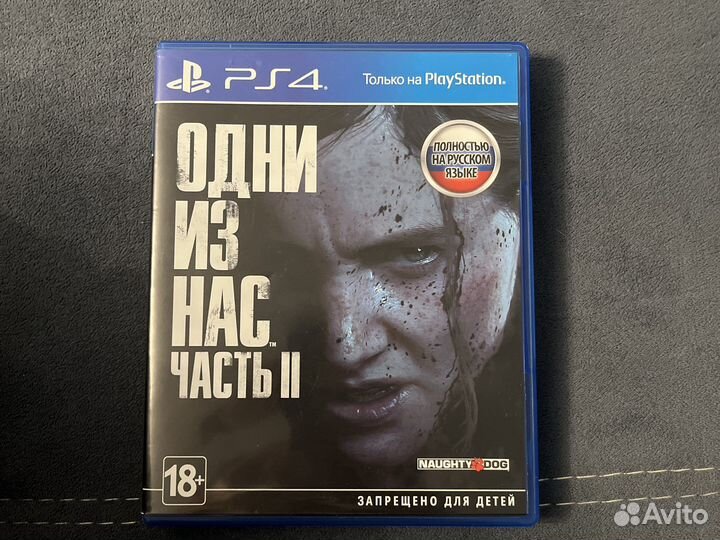 PS4
Только на PlayStation.
ОДНИ
ИЗ
НАС™
ЧАСТЬ II
ПОЛНОСТЬЮ
НА РУССКОМ
ЯЗЫКЕ
NAUGHTY DOG
18+
ЗАПРЕЩЕНО ДЛЯ ДЕТЕЙ
Avito